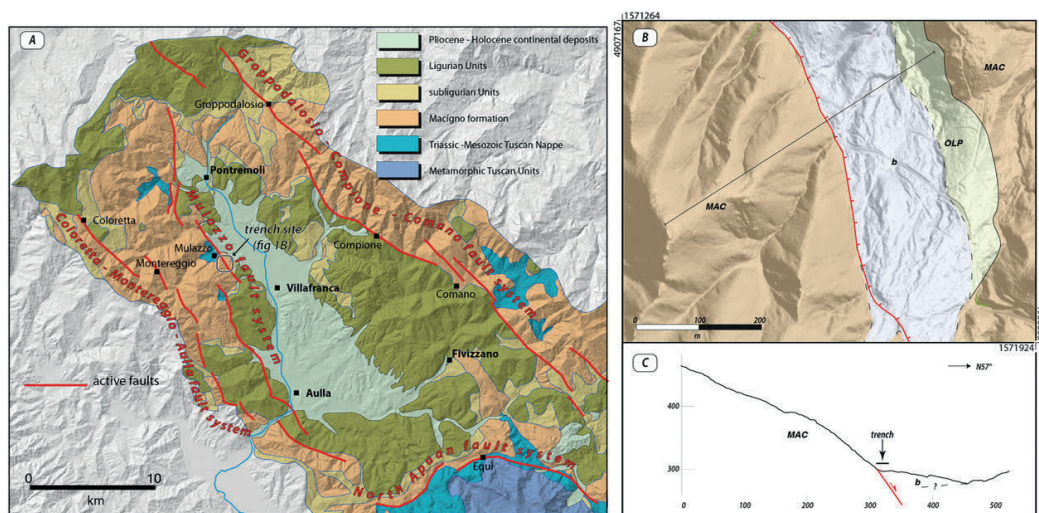 A
Pliocene - Holocene continental deposits
Ligurian Units
subligurian Units
Macigno formation
Triassic -Mesozoic Tuscan Nappe
Metamorphic Tuscan Units
Groppodalosio - Compione - Comano fault system
Groppodalosio
Pontremoli
Mulazzo fault system
Coloretta
trench site
(fig 1B)
Mulazzo
Montereggio
Compione
Coloretta - Montereggio - Aulla fault system
Villafranca
Comano
Fivizzano
active faults
Aulla
North Apuan fault system
Equi
0 10
km
1571264
4907167
B
MAC
OLP
b
MAC
0 100 200
m
1571924
C
N57°
400
MAC
trench
300
b - ? -
0 100 200 300 400 500